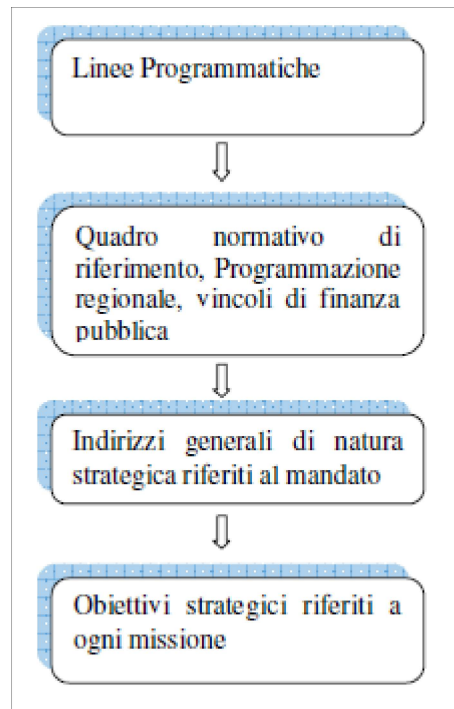 Linee Programmatiche
Quadro normativo di
riferimento, Programmazione
regionale, vincoli di finanza
pubblica
Indirizzi generali di natura
strategica riferiti al mandato
Obiettivi strategici riferiti a
ogni missione